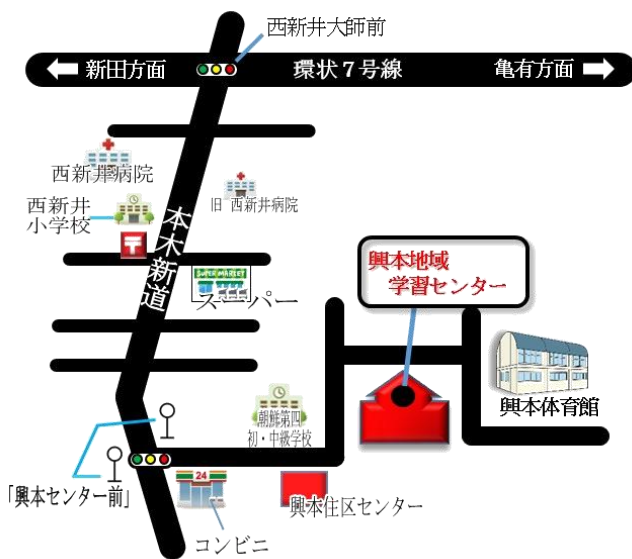 西新井大師前
新田方面
環状7号線
亀有方面
西新井病院
旧 西新井病院
西新井
小学校
〒
本木新道
SUPER MARKET
スーパー
興本地域
学習センター
興本体育館
朝鮮第四
初・中級学校
「興本センター前」
24
コンビニ
興本住区センター